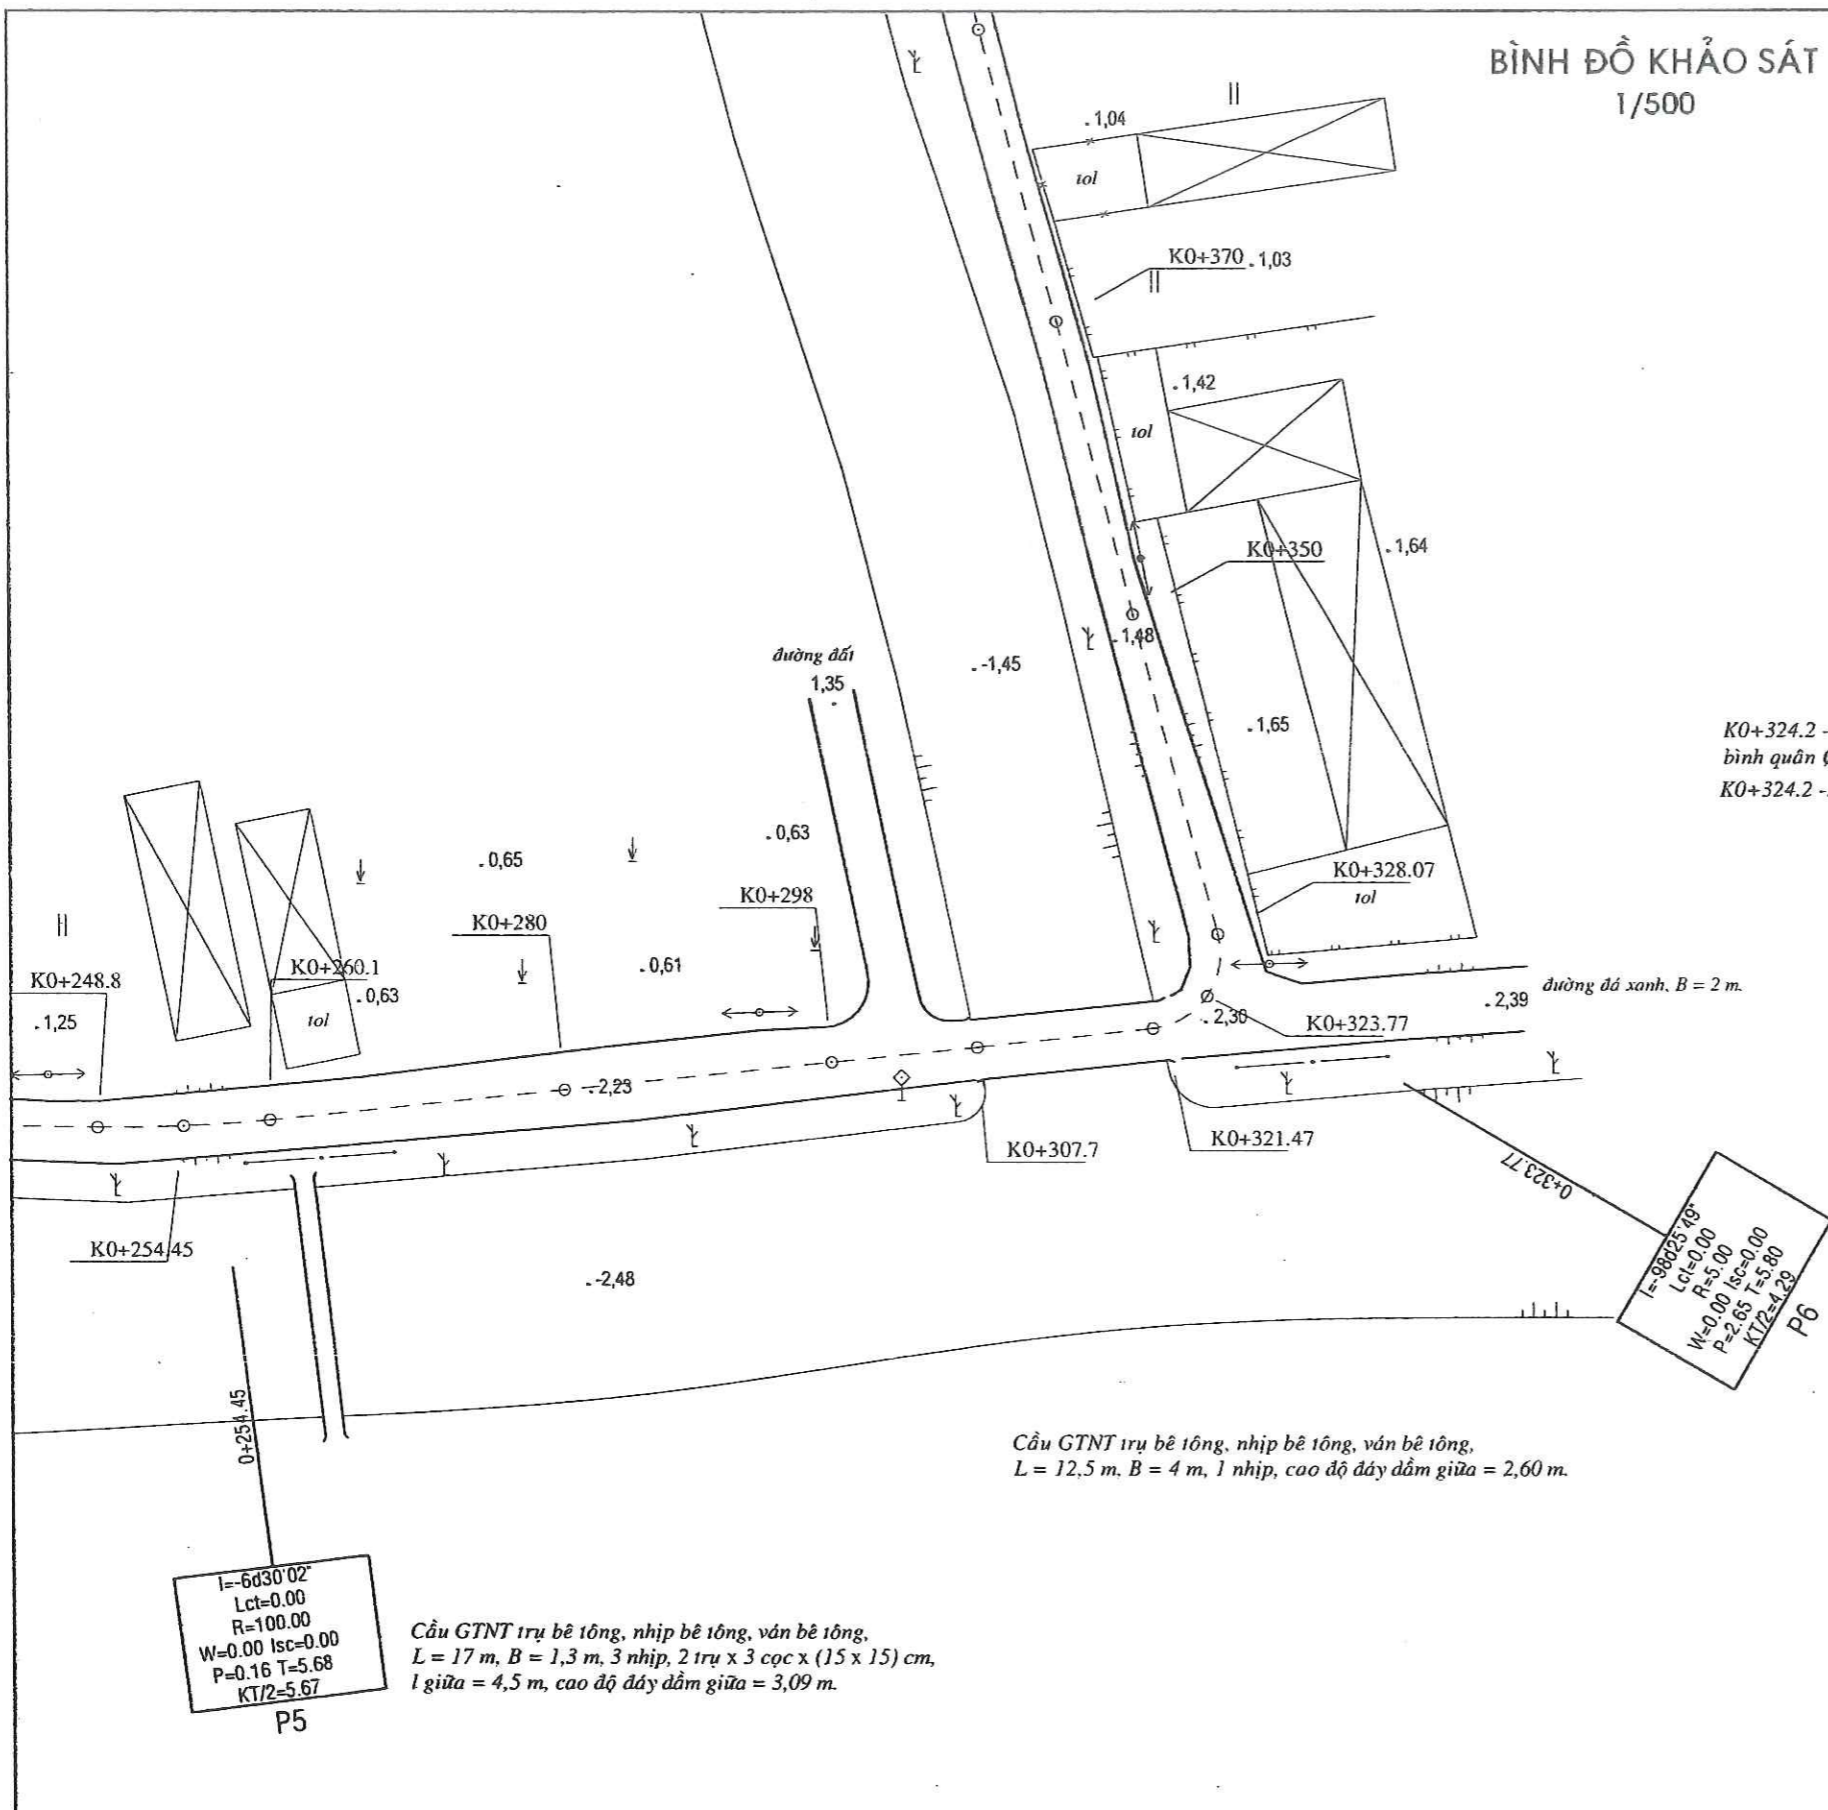 BÌNH ĐỒ KHẢO SÁT
1/500
.1,04
tol
K0+370 .1,03
.1,42
tol
K0+350
.1,64
.1,48
đường đất
1,35
.-1,45
.1,65
K0+324.2 -
bình quân
K0+324.2 -
.0,63
.0,65
K0+328.07
tol
K0+298
K0+280
.0,61
K0+260.1
.0,63
tol
K0+248.8
.1,25
đường đá xanh, B = 2 m.
.2,39
.2,30
K0+323.77
.2,23
K0+307.7
K0+321.47
0+323.77
K0+254.45
.-2,48
I=-98d25'49"
Lct=0.00
R=5.00
W=0.00 Isc=0.00
P=2.65 T=5.80
KT/2=4.29
P6
0+254.45
Cầu GTNT trụ bê tông, nhịp bê tông, ván bê tông,
L = 12,5 m, B = 4 m, 1 nhịp, cao độ đáy dầm giữa = 2,60 m.
I=-6d30'02"
Lct=0.00
R=100.00
W=0.00 Isc=0.00
P=0.16 T=5.68
KT/2=5.67
P5
Cầu GTNT trụ bê tông, nhịp bê tông, ván bê tông,
L = 17 m, B = 1,3 m, 3 nhịp, 2 trụ x 3 cọc x (15 x 15) cm,
l giữa = 4,5 m, cao độ đáy dầm giữa = 3,09 m.